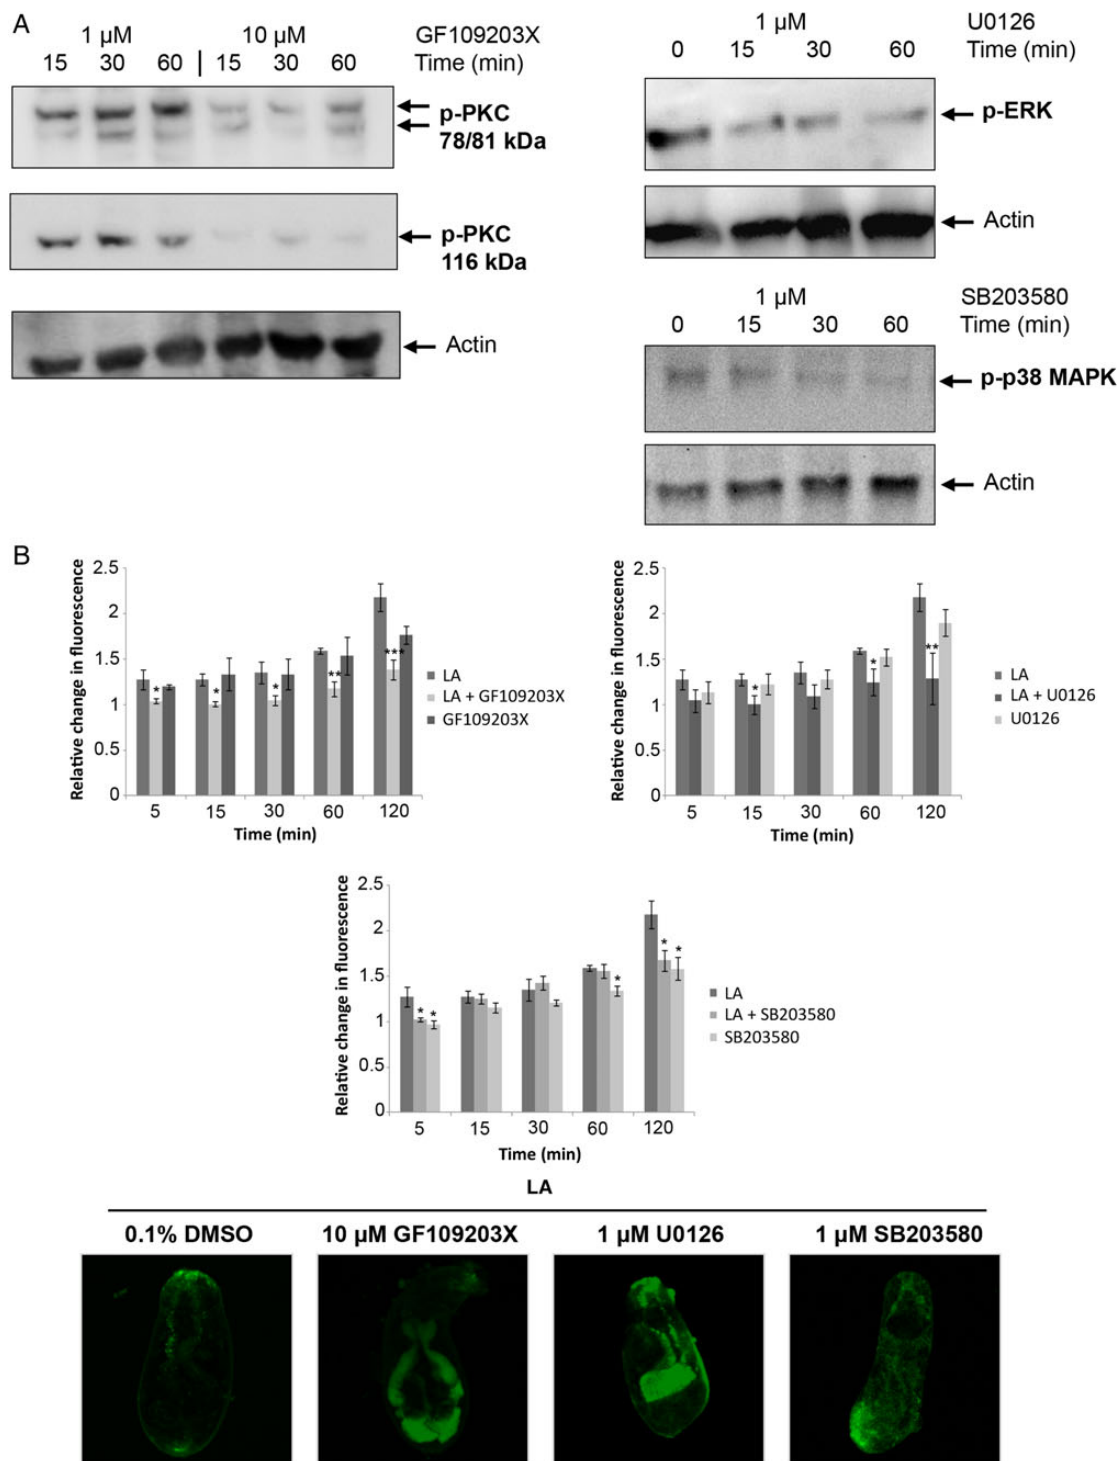 A
1 µM 10 µM GF109203X
15 30 60 | 15 30 60 Time (min)
p-PKC
78/81 kDa
p-PKC
116 kDa
Actin
1 µM U0126
0 15 30 60 Time (min)
p-ERK
Actin
1 µM SB203580
0 15 30 60 Time (min)
p-p38 MAPK
Actin
B
Relative change in fluorescence
2.5
2
1.5
1
0.5
0
* * * ** ***
5 15 30 60 120
Time (min)
LA
LA + GF109203X
GF109203X
Relative change in fluorescence
2.5
2
1.5
1
0.5
0
* * **
5 15 30 60 120
Time (min)
LA
LA + U0126
U0126
Relative change in fluorescence
2.5
2
1.5
1
0.5
0
* * * * *
5 15 30 60 120
Time (min)
LA
LA + SB203580
SB203580
LA
0.1% DMSO 10 µM GF109203X 1 µM U0126 1 µM SB203580